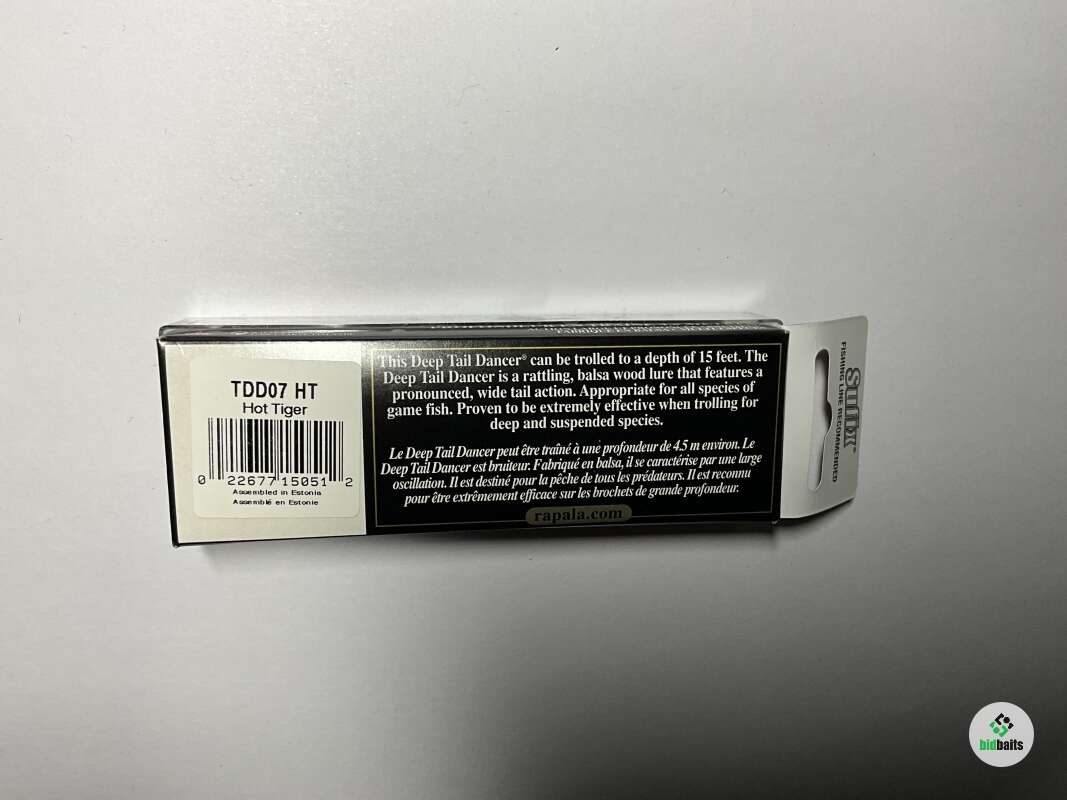 TDD07 HT
Hot Tiger
0 22677 15051 2
Assembled in Estonia
Assemblé en Estonie
This Deep Tail Dancer® can be trolled to a depth of 15 feet. The
Deep Tail Dancer is a rattling, balsa wood lure that features a
pronounced, wide tail action. Appropriate for all species of
game fish. Proven to be extremely effective when trolling for
deep and suspended species.
Le Deep Tail Dancer peut être traîné à une profondeur de 4.5 m environ. Le
Deep Tail Dancer est bruiteur. Fabriqué en balsa, il se caractérise par une large
oscillation. Il est destiné pour la pêche de tous les prédateurs. Il est reconnu
pour être extrêmement efficace sur les brochets de grande profondeur.
rapala.com
Sufix®
FISHING LINE RECOMMENDED
bidbaits